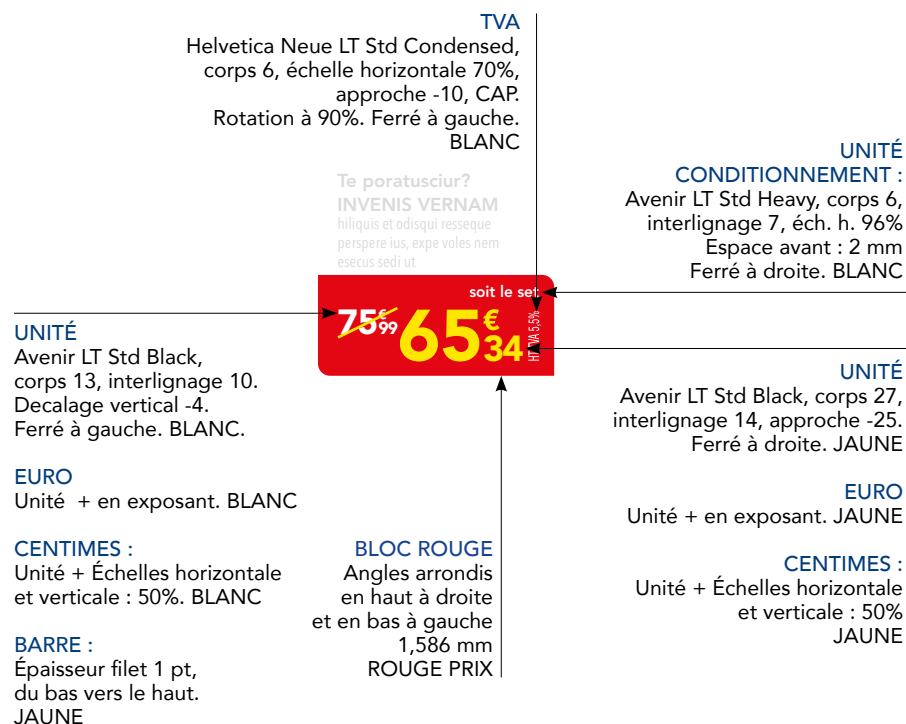 TVA
Helvetica Neue LT Std Condensed,
corps 6, échelle horizontale 70%,
approche -10, CAP.
Rotation à 90%. Ferré à gauche.
BLANC
UNITÉ
CONDITIONNEMENT :
Avenir LT Std Heavy, corps 6,
interlignage 7, éch. h. 96%
Espace avant : 2 mm
Ferré à droite. BLANC
Te poratusciur?
INVENIS VERNAM
hiliquis et odisqui resseque
perspere ius, expe voles nem
esecus sedi ut
soit le set
75€99
65€34
TVA 5,5%
UNITÉ
Avenir LT Std Black,
corps 13, interlignage 10.
Decalage vertical -4.
Ferré à gauche. BLANC.
EURO
Unité + en exposant. BLANC
CENTIMES :
Unité + Échelles horizontale
et verticale : 50%. BLANC
BARRE :
Épaisseur filet 1 pt,
du bas vers le haut.
JAUNE
BLOC ROUGE
Angles arrondis
en haut à droite
et en bas à gauche
1,586 mm
ROUGE PRIX
UNITÉ
Avenir LT Std Black, corps 27,
interlignage 14, approche -25.
Ferré à droite. JAUNE
EURO
Unité + en exposant. JAUNE
CENTIMES :
Unité + Échelles horizontale
et verticale : 50%
JAUNE